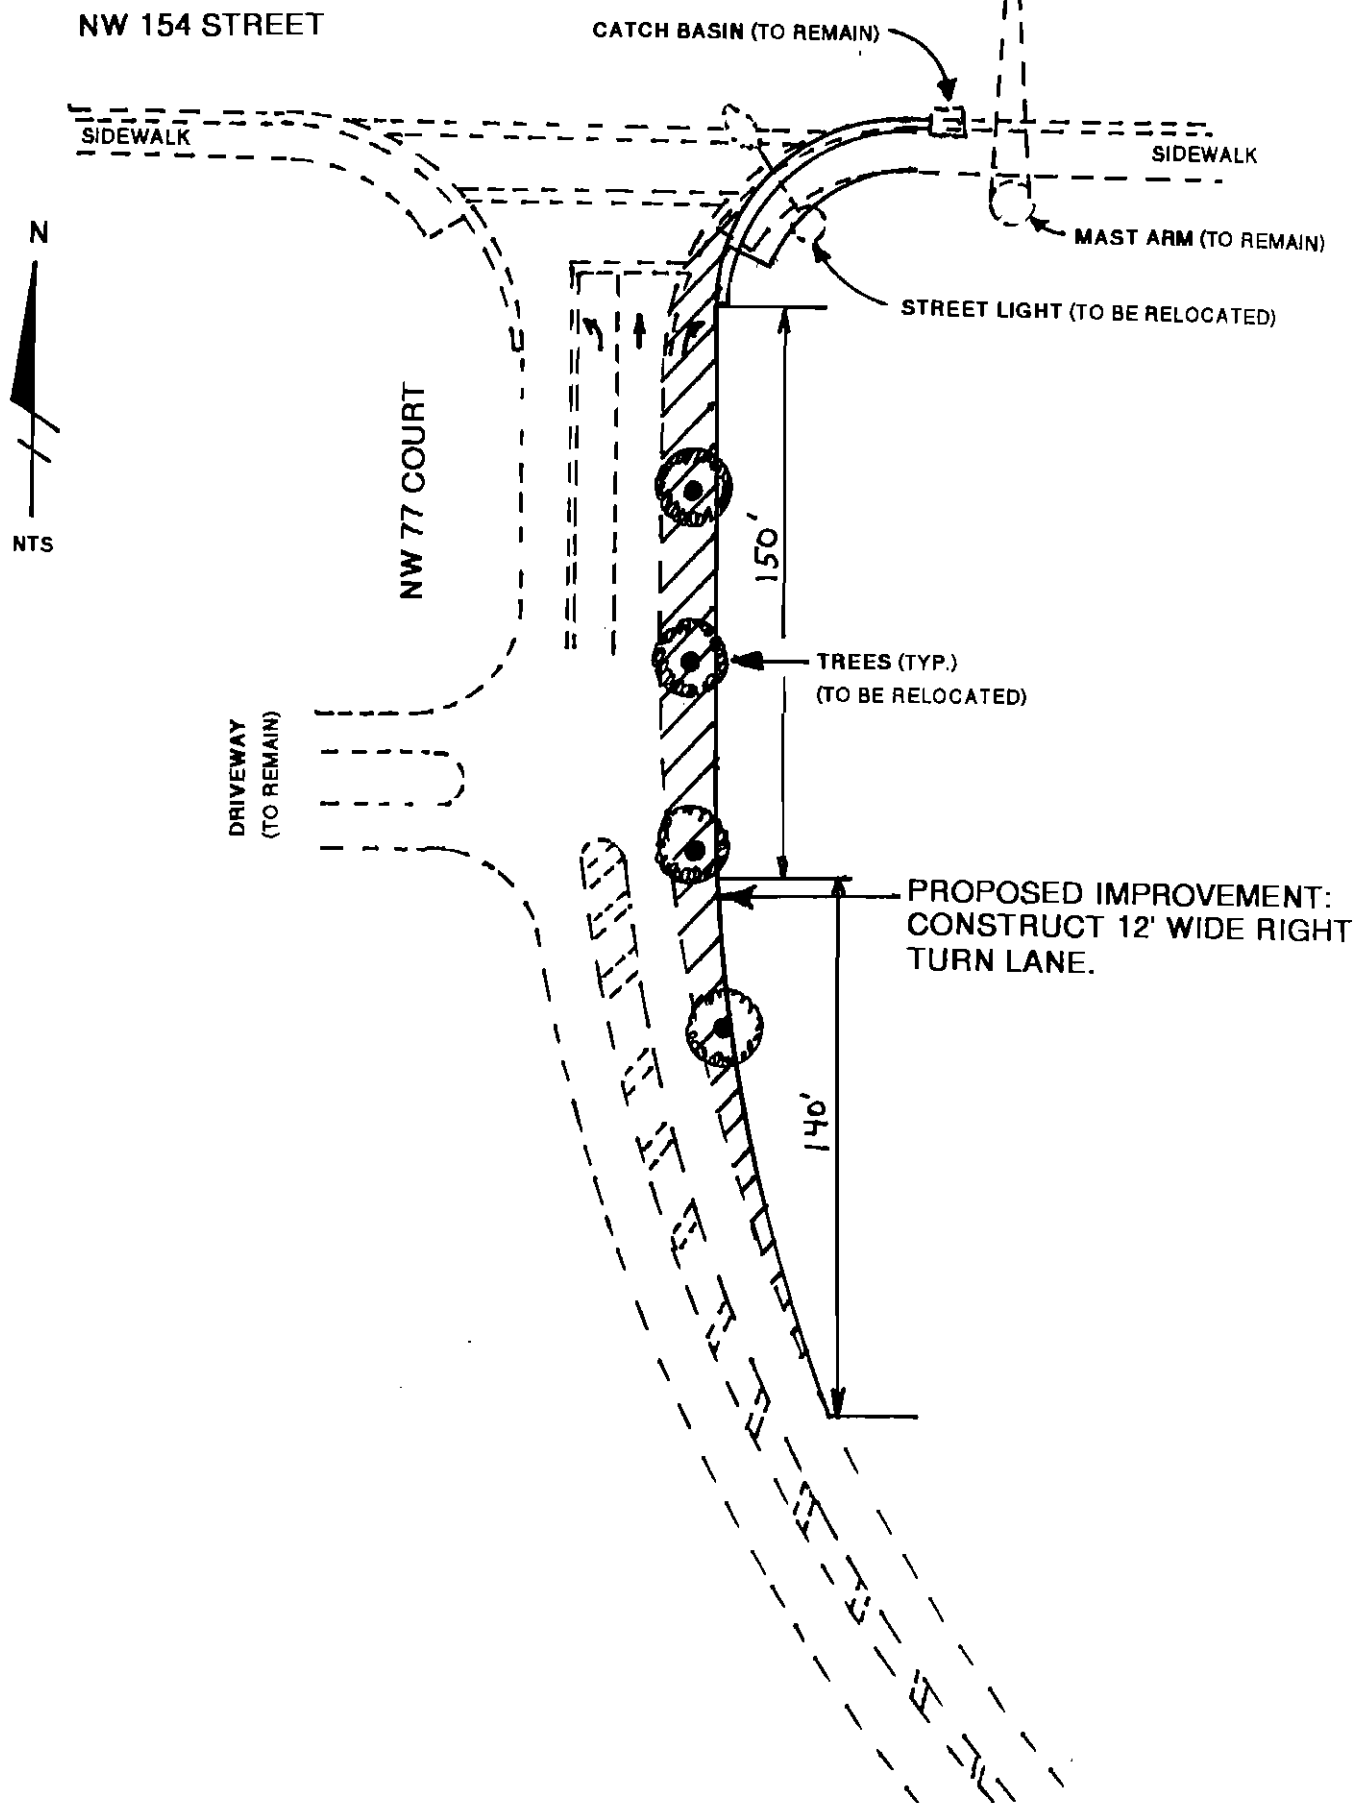 NW 154 STREET
CATCH BASIN (TO REMAIN)
SIDEWALK
SIDEWALK
N
MAST ARM (TO REMAIN)
STREET LIGHT (TO BE RELOCATED)
NW 77 COURT
NTS
150'
TREES (TYP.)
(TO BE RELOCATED)
DRIVEWAY
(TO REMAIN)
PROPOSED IMPROVEMENT:
CONSTRUCT 12' WIDE RIGHT
TURN LANE.
140'